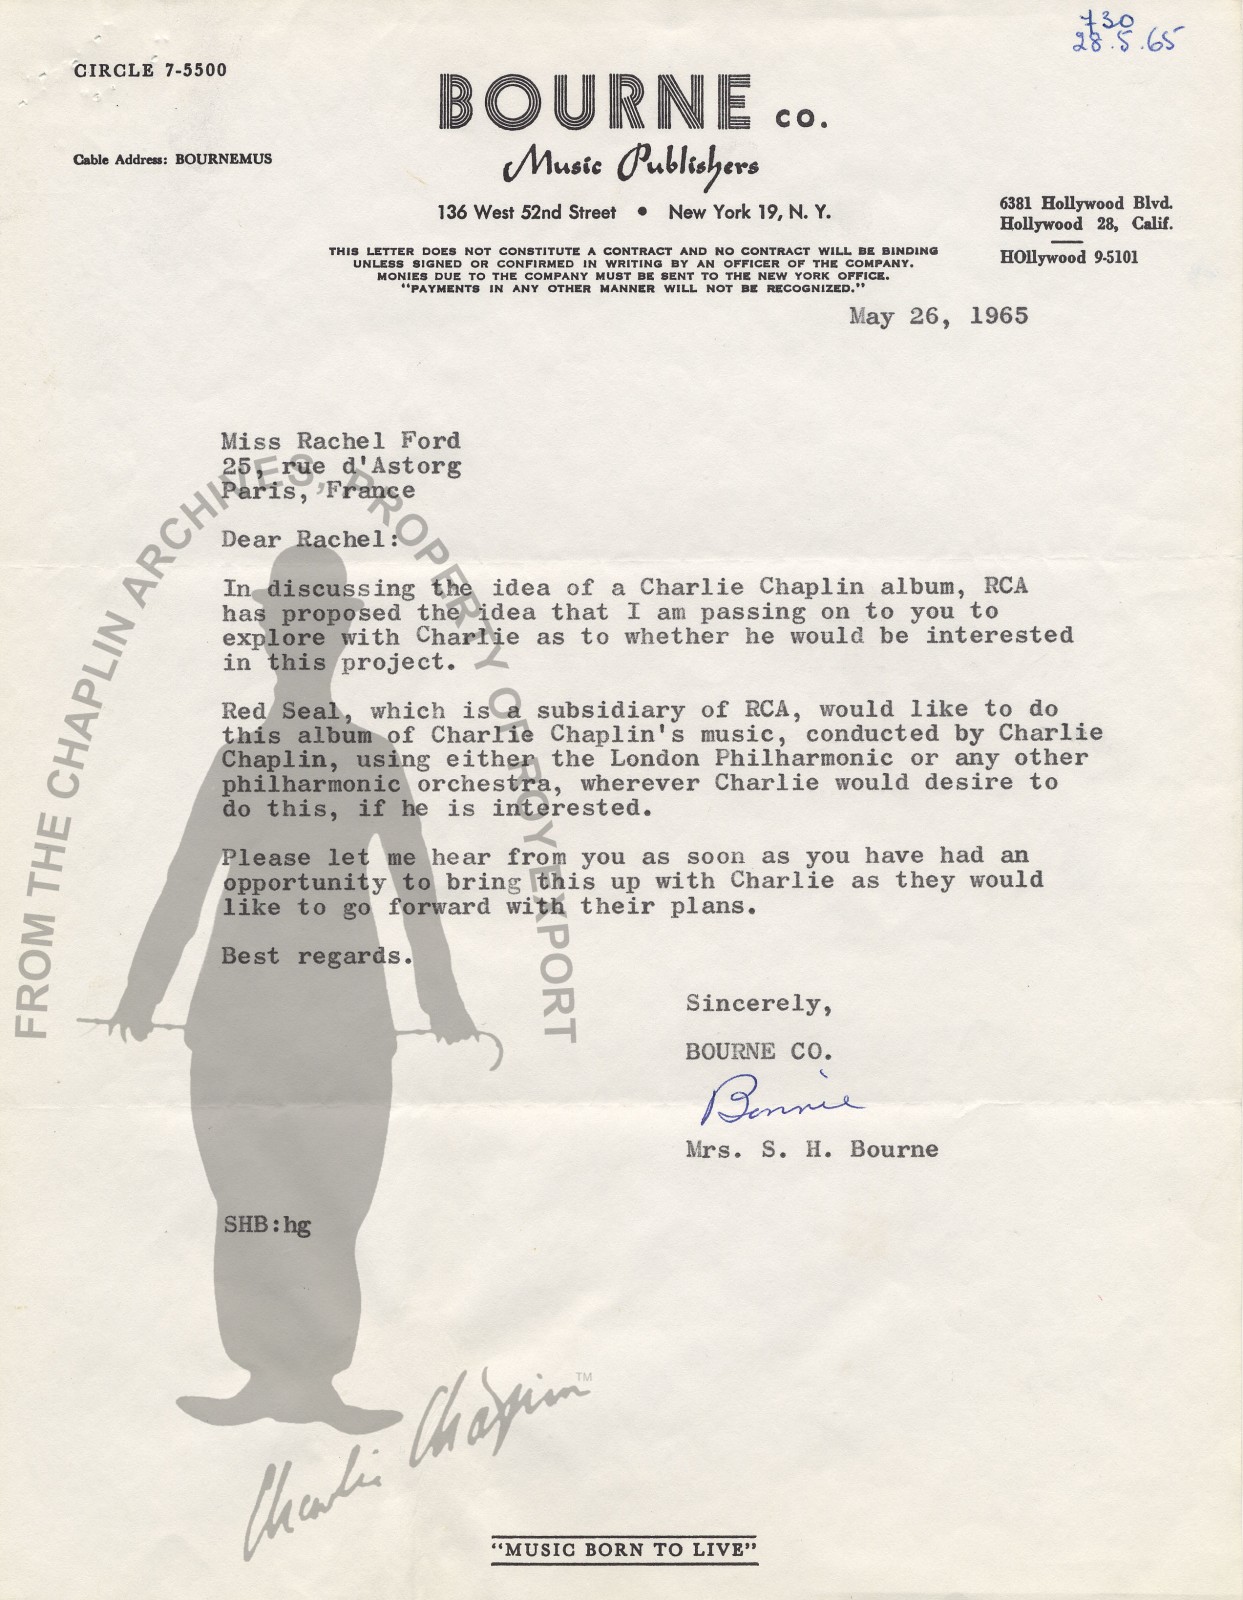 730
28.5.65
CIRCLE 7-5500
BOURNE CO.
Cable Address: BOURNEMUS
Music Publishers
136 West 52nd Street • New York 19, N. Y.
6381 Hollywood Blvd.
Hollywood 28, Calif.
HOllywood 9-5101
THIS LETTER DOES NOT CONSTITUTE A CONTRACT AND NO CONTRACT WILL BE BINDING
UNLESS SIGNED OR CONFIRMED IN WRITING BY AN OFFICER OF THE COMPANY.
MONIES DUE TO THE COMPANY MUST BE SENT TO THE NEW YORK OFFICE.
"PAYMENTS IN ANY OTHER MANNER WILL NOT BE RECOGNIZED."
May 26, 1965
Miss Rachel Ford
25, rue d'Astorg
Paris, France
Dear Rachel:
In discussing the idea of a Charlie Chaplin album, RCA
has proposed the idea that I am passing on to you to
explore with Charlie as to whether he would be interested
in this project.
Red Seal, which is a subsidiary of RCA, would like to do
this album of Charlie Chaplin's music, conducted by Charlie
Chaplin, using either the London Philharmonic or any other
philharmonic orchestra, wherever Charlie would desire to
do this, if he is interested.
Please let me hear from you as soon as you have had an
opportunity to bring this up with Charlie as they would
like to go forward with their plans.
Best regards.
Sincerely,
BOURNE CO.
Bonnie
Mrs. S. H. Bourne
SHB:hg
FROM THE CHAPLIN ARCHIVES, PROPERTY OF ROY EXPORT
Charlie Chaplin™
"MUSIC BORN TO LIVE"